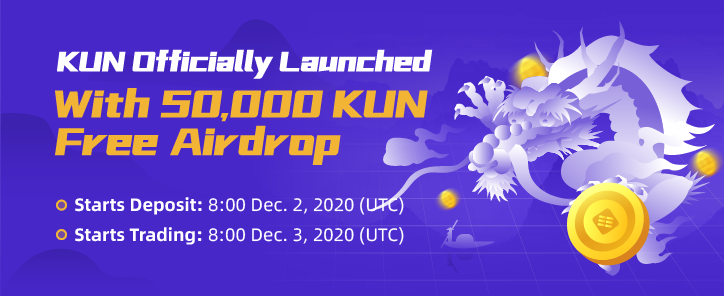 KUN Officially Launched
With 50,000 KUN
Free Airdrop
Starts Deposit: 8:00 Dec. 2, 2020 (UTC)
Starts Trading: 8:00 Dec. 3, 2020 (UTC)